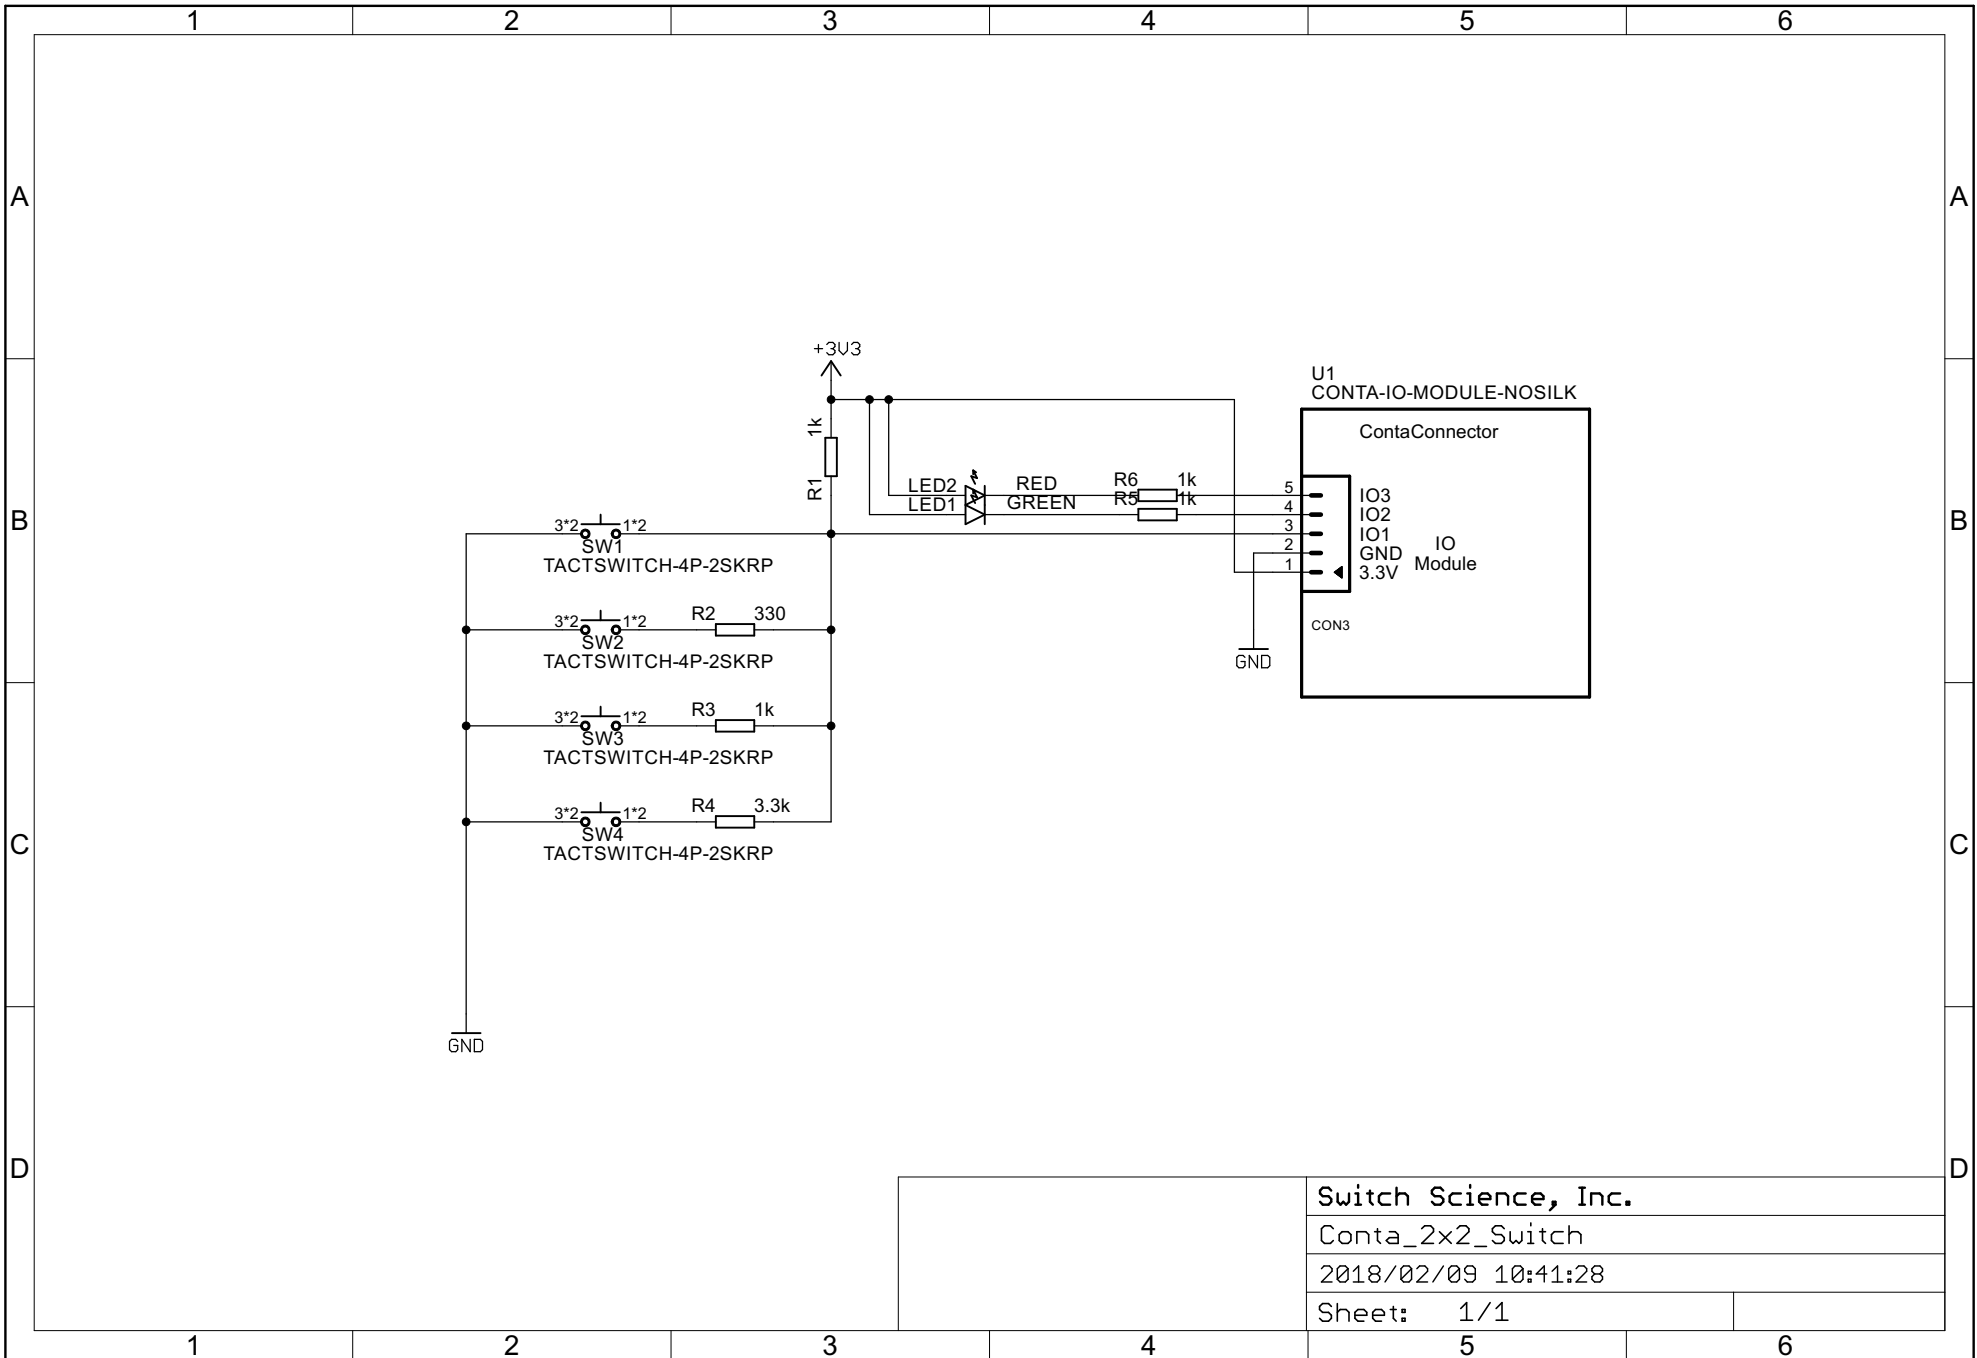 1 2 3 4 5 6
A A
+3V3
U1
CONTA-IO-MODULE-NOSILK
ContaConnector
1k
R1
LED2 RED R6 1k 5 IO3
LED1 GREEN R5 1k 4 IO2
B B
3 IO1
2 GND
1 3.3V
IO
Module
CON3
GND
3*2 1*2
SW1
TACTSWITCH-4P-2SKRP
3*2 1*2 R2 330
SW2
TACTSWITCH-4P-2SKRP
3*2 1*2 R3 1k
SW3
TACTSWITCH-4P-2SKRP
3*2 1*2 R4 3.3k
SW4
TACTSWITCH-4P-2SKRP
C C
GND
D D
Switch Science, Inc.
Conta_2x2_Switch
2018/02/09 10:41:28
Sheet: 1/1
1 2 3 4 5 6